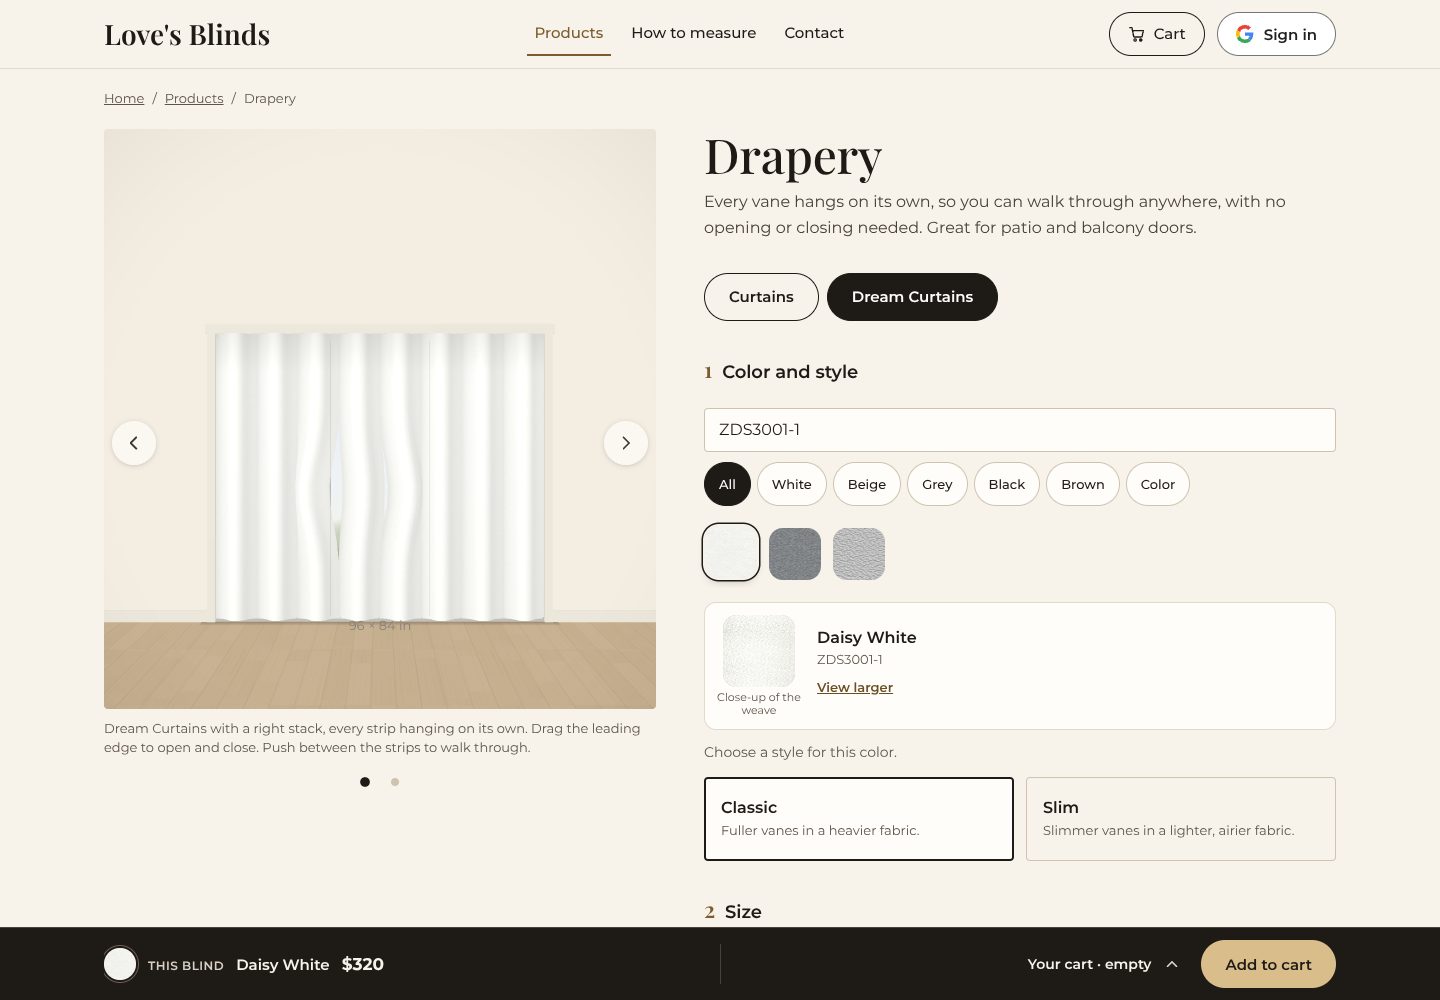 Love's Blinds
Products
How to measure
Contact
Cart
Sign in
Home / Products / Drapery
96 × 84 in
Dream Curtains with a right stack, every strip hanging on its own. Drag the leading
edge to open and close. Push between the strips to walk through.
Drapery
Every vane hangs on its own, so you can walk through anywhere, with no
opening or closing needed. Great for patio and balcony doors.
Curtains
Dream Curtains
1 Color and style
ZDS3001-1
All
White
Beige
Grey
Black
Brown
Color
Close-up of the
weave
Daisy White
ZDS3001-1
View larger
Choose a style for this color.
Classic
Fuller vanes in a heavier fabric.
Slim
Slimmer vanes in a lighter, airier fabric.
2 Size
THIS BLIND Daisy White $320
Your cart · empty
Add to cart